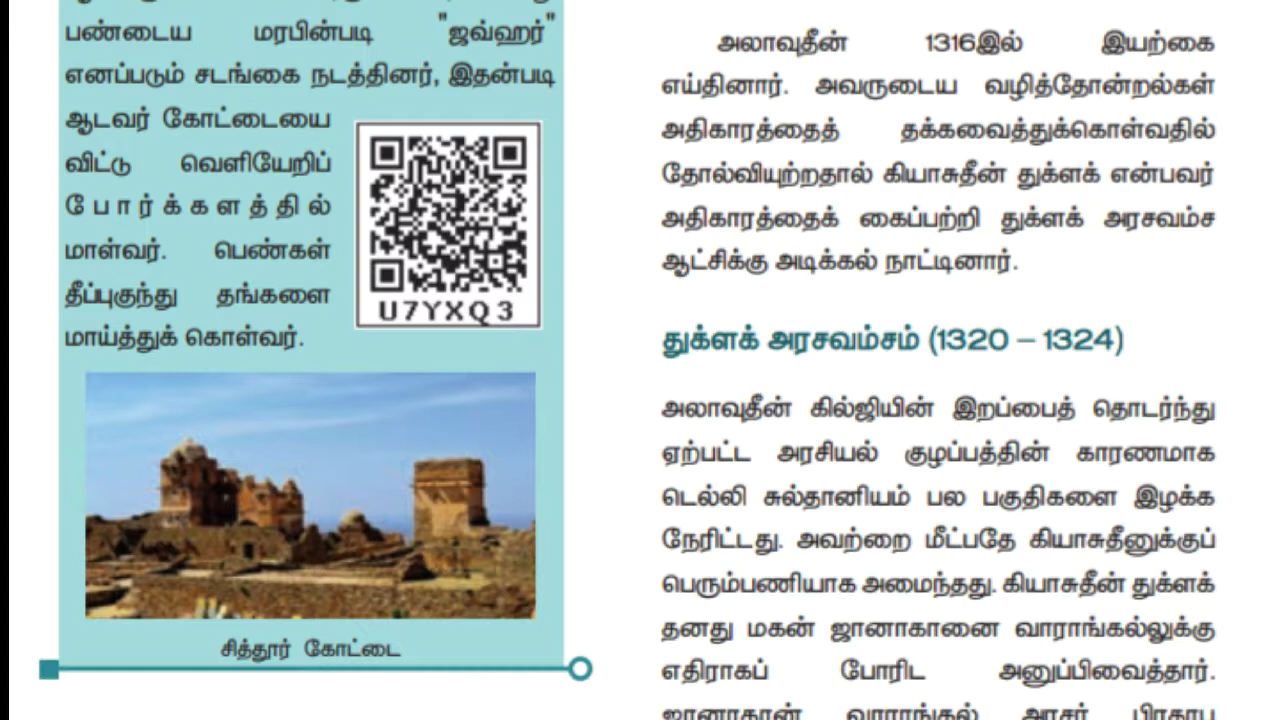 பண்டைய மரபின்படி "ஜவ்ஹர்"
எனப்படும் சடங்கை நடத்தினர், இதன்படி
ஆடவர் கோட்டையை
விட்டு வெளியேறிப்
போர்க்களத்தில்
மாள்வர். பெண்கள்
தீப்புகுந்து தங்களை
மாய்த்துக் கொள்வர்.
U7YXQ3
சித்தூர் கோட்டை
அலாவுதீன் 1316இல் இயற்கை
எய்தினார். அவருடைய வழித்தோன்றல்கள்
அதிகாரத்தைத் தக்கவைத்துக்கொள்வதில்
தோல்வியுற்றதால் கியாசுதீன் துக்ளக் என்பவர்
அதிகாரத்தைக் கைப்பற்றி துக்ளக் அரசவம்ச
ஆட்சிக்கு அடிக்கல் நாட்டினார்.
துக்ளக் அரசவம்சம் (1320 – 1324)
அலாவுதீன் கில்ஜியின் இறப்பைத் தொடர்ந்து
ஏற்பட்ட அரசியல் குழப்பத்தின் காரணமாக
டெல்லி சுல்தானியம் பல பகுதிகளை இழக்க
நேரிட்டது. அவற்றை மீட்பதே கியாசுதீனுக்குப்
பெரும்பணியாக அமைந்தது. கியாசுதீன் துக்ளக்
தனது மகன் ஜானாகானை வாராங்கல்லுக்கு
எதிராகப் போரிட அனுப்பிவைத்தார்.
ஜானாகான் வாராங்கல் அரசர் பிரதாப